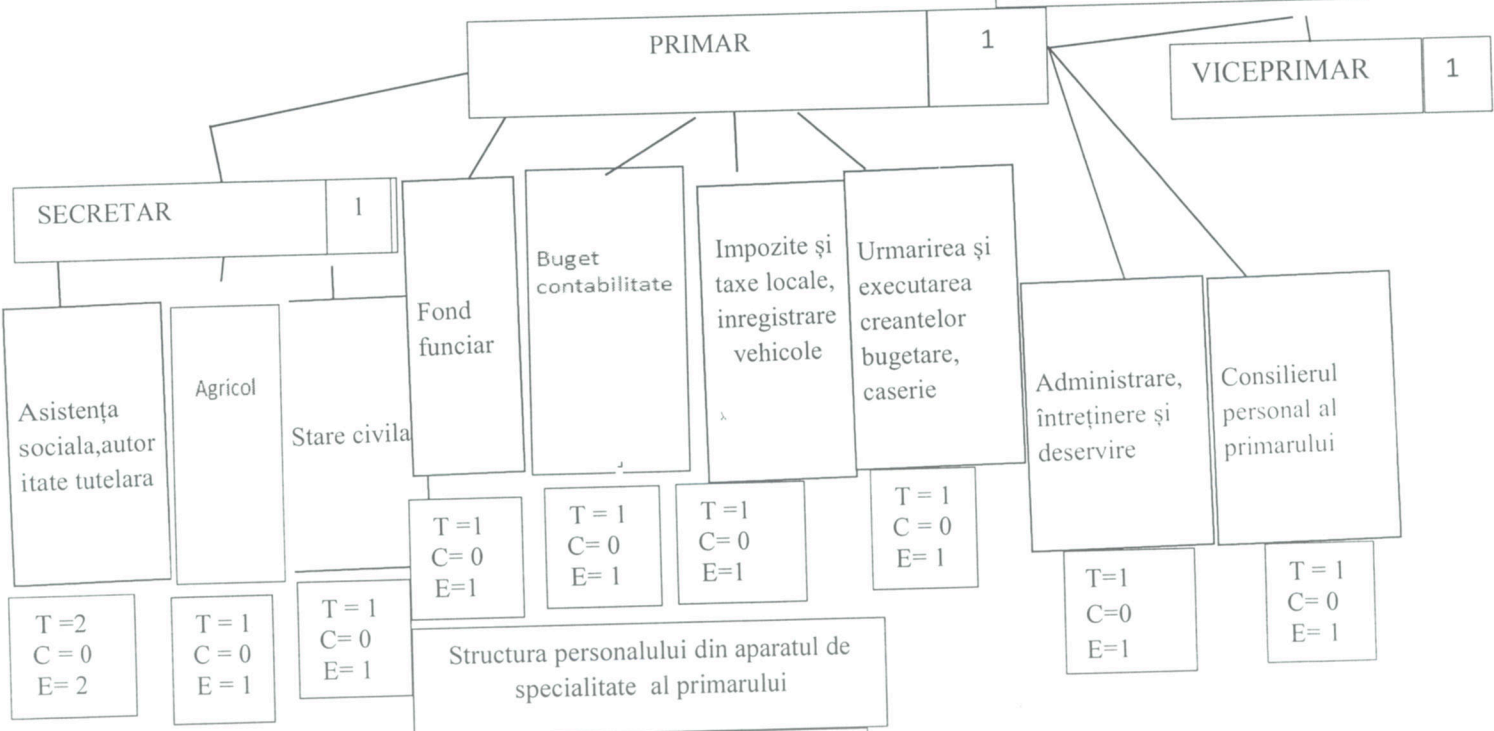 PRIMAR 1
VICEPRIMAR 1
SECRETAR 1
Asistența
sociala,autor
itate tutelara
T =2
C = 0
E= 2
Agricol
T = 1
C = 0
E = 1
Stare civila
T = 1
C= 0
E= 1
Fond
funciar
T =1
C= 0
E=1
Buget
contabilitate
T = 1
C= 0
E= 1
Impozite și
taxe locale,
inregistrare
vehicole
T =1
C= 0
E=1
Urmarirea și
executarea
creantelor
bugetare,
caserie
T = 1
C = 0
E= 1
Administrare,
întreținere și
deservire
T=1
C=0
E=1
Consilierul
personal al
primarului
T = 1
C= 0
E= 1
Structura personalului din aparatul de
specialitate al primarului